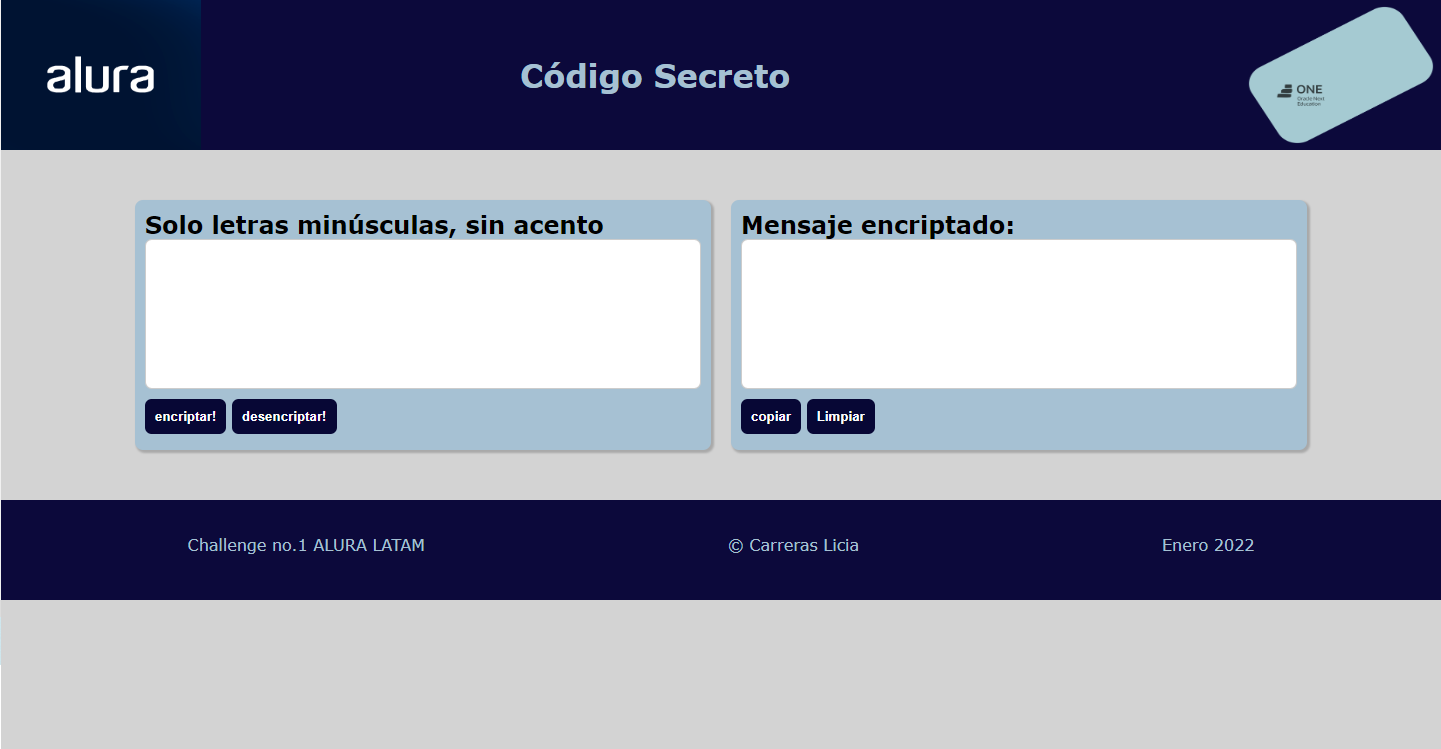 alura
Código Secreto
ONE
Oracle Next
Education
Solo letras minúsculas, sin acento
Mensaje encriptado:
encriptar! desencriptar!
copiar Limpiar
Challenge no.1 ALURA LATAM
© Carreras Licia
Enero 2022